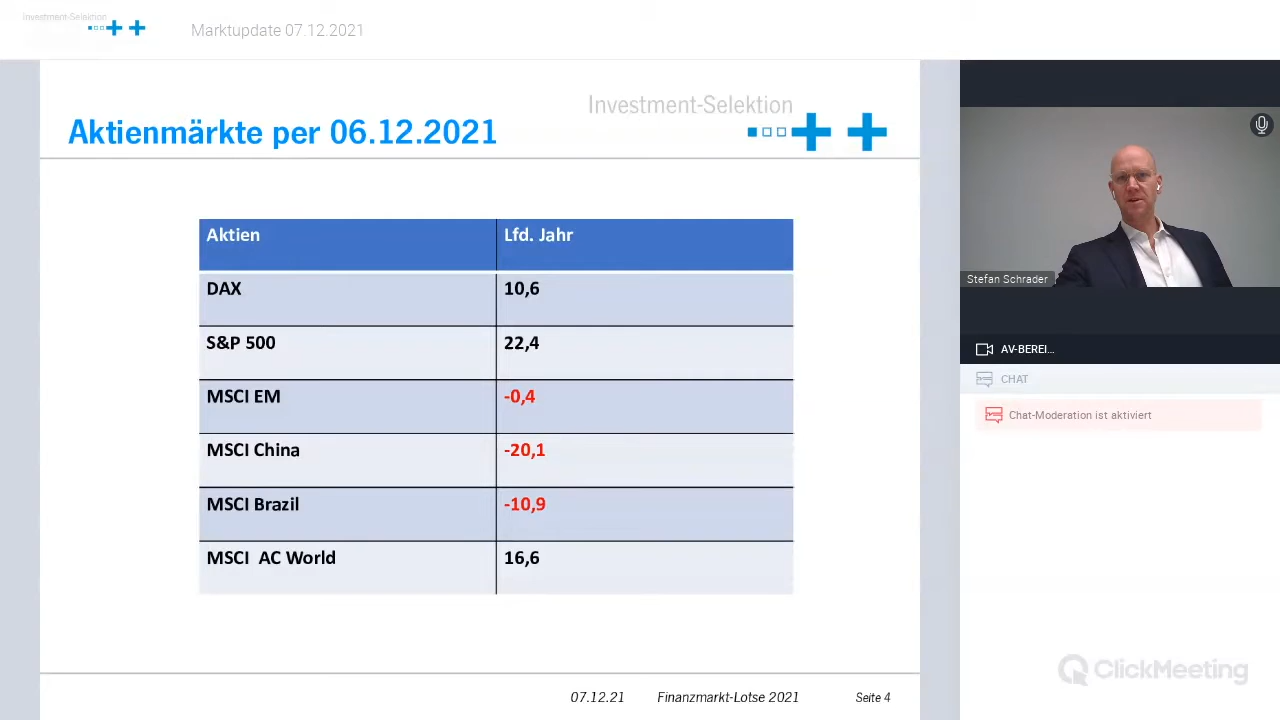 Investment-Selektion
Marktupdate 07.12.2021
Investment-Selektion
Aktienmärkte per 06.12.2021
Aktien Lfd. Jahr
DAX 10,6
S&P 500 22,4
MSCI EM -0,4
MSCI China -20,1
MSCI Brazil -10,9
MSCI AC World 16,6
07.12.21 Finanzmarkt-Lotse 2021 Seite 4
Stefan Schrader
AV-BEREI...
CHAT
Chat-Moderation ist aktiviert
ClickMeeting